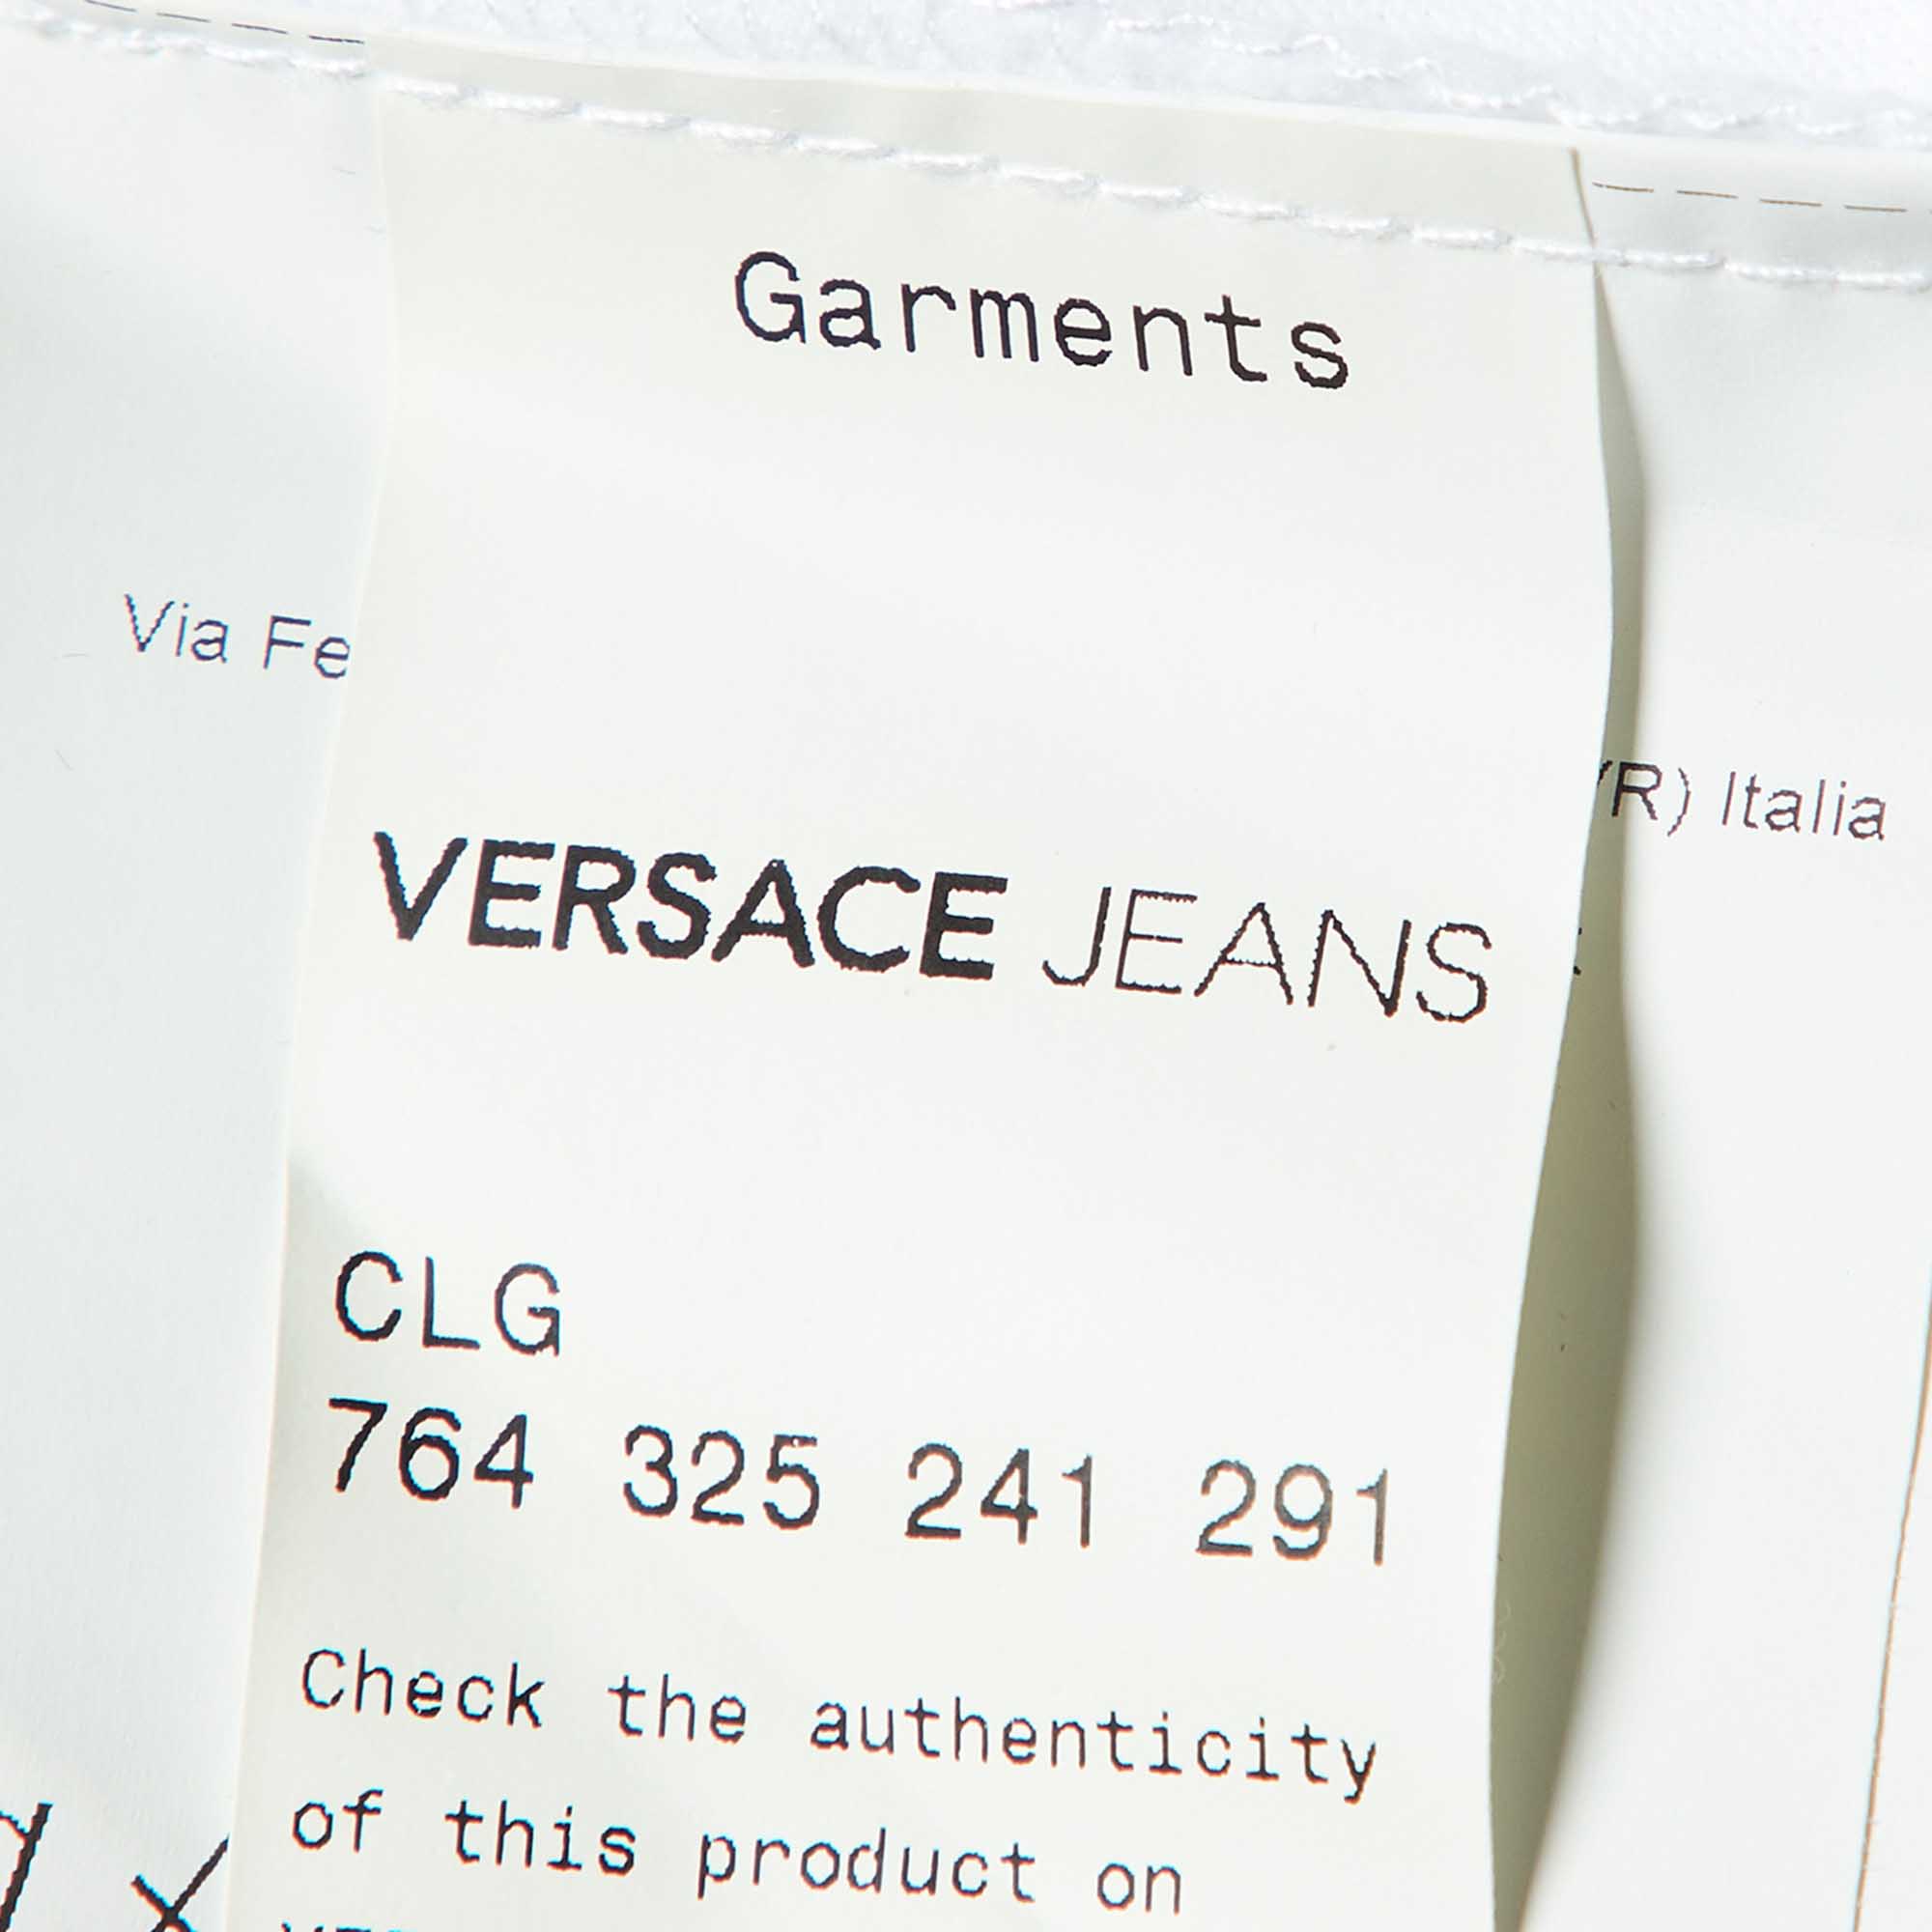 Garments
Via Fe
R) Italia
VERSACE JEANS
CLG
764 325 241 291
Check the authenticity
of this product on